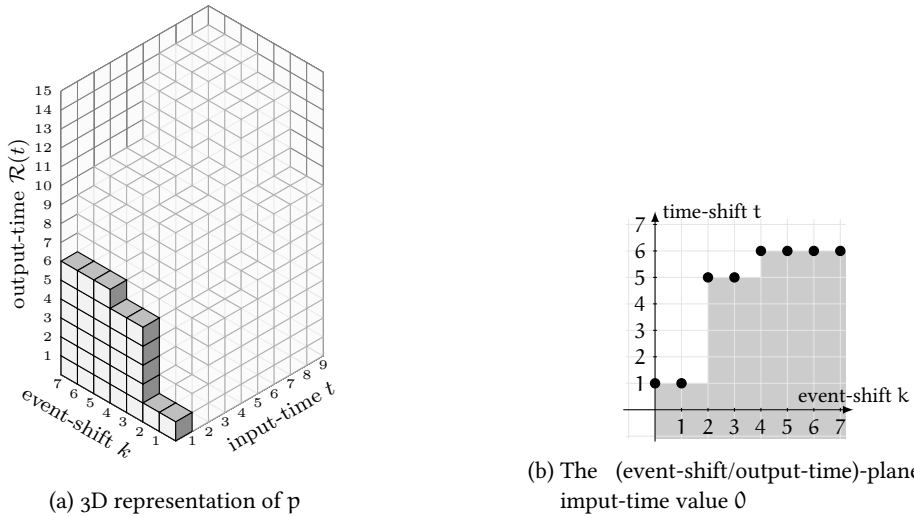 15
14
13
12
11
10
9
8
7
6
5
4
3
2
1
output-time R(t)
7 6 5 4 3 2 1
event-shift k
1 2 3 4 5 6 7 8 9
input-time t
(a) 3D representation of p
time-shift t
7
6
5
4
3
2
1
event-shift k
1 2 3 4 5 6 7
(b) The (event-shift/output-time)-plane
imput-time value 0